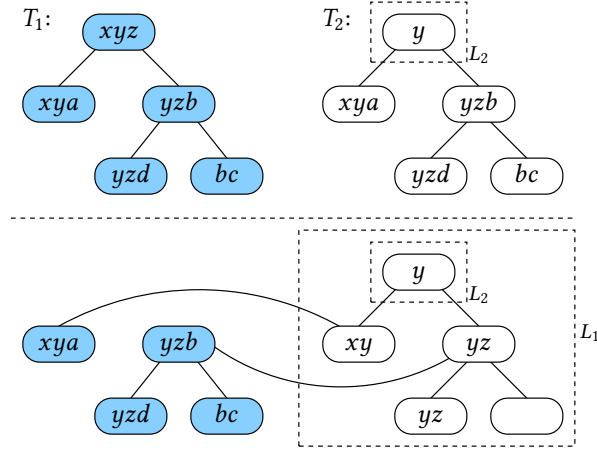 T₁: xyz T₂: y
L₂
xya yzb xya yzb
yzd bc yzd bc
y
L₂
xya yzb xy yz L₁
yzd bc yz